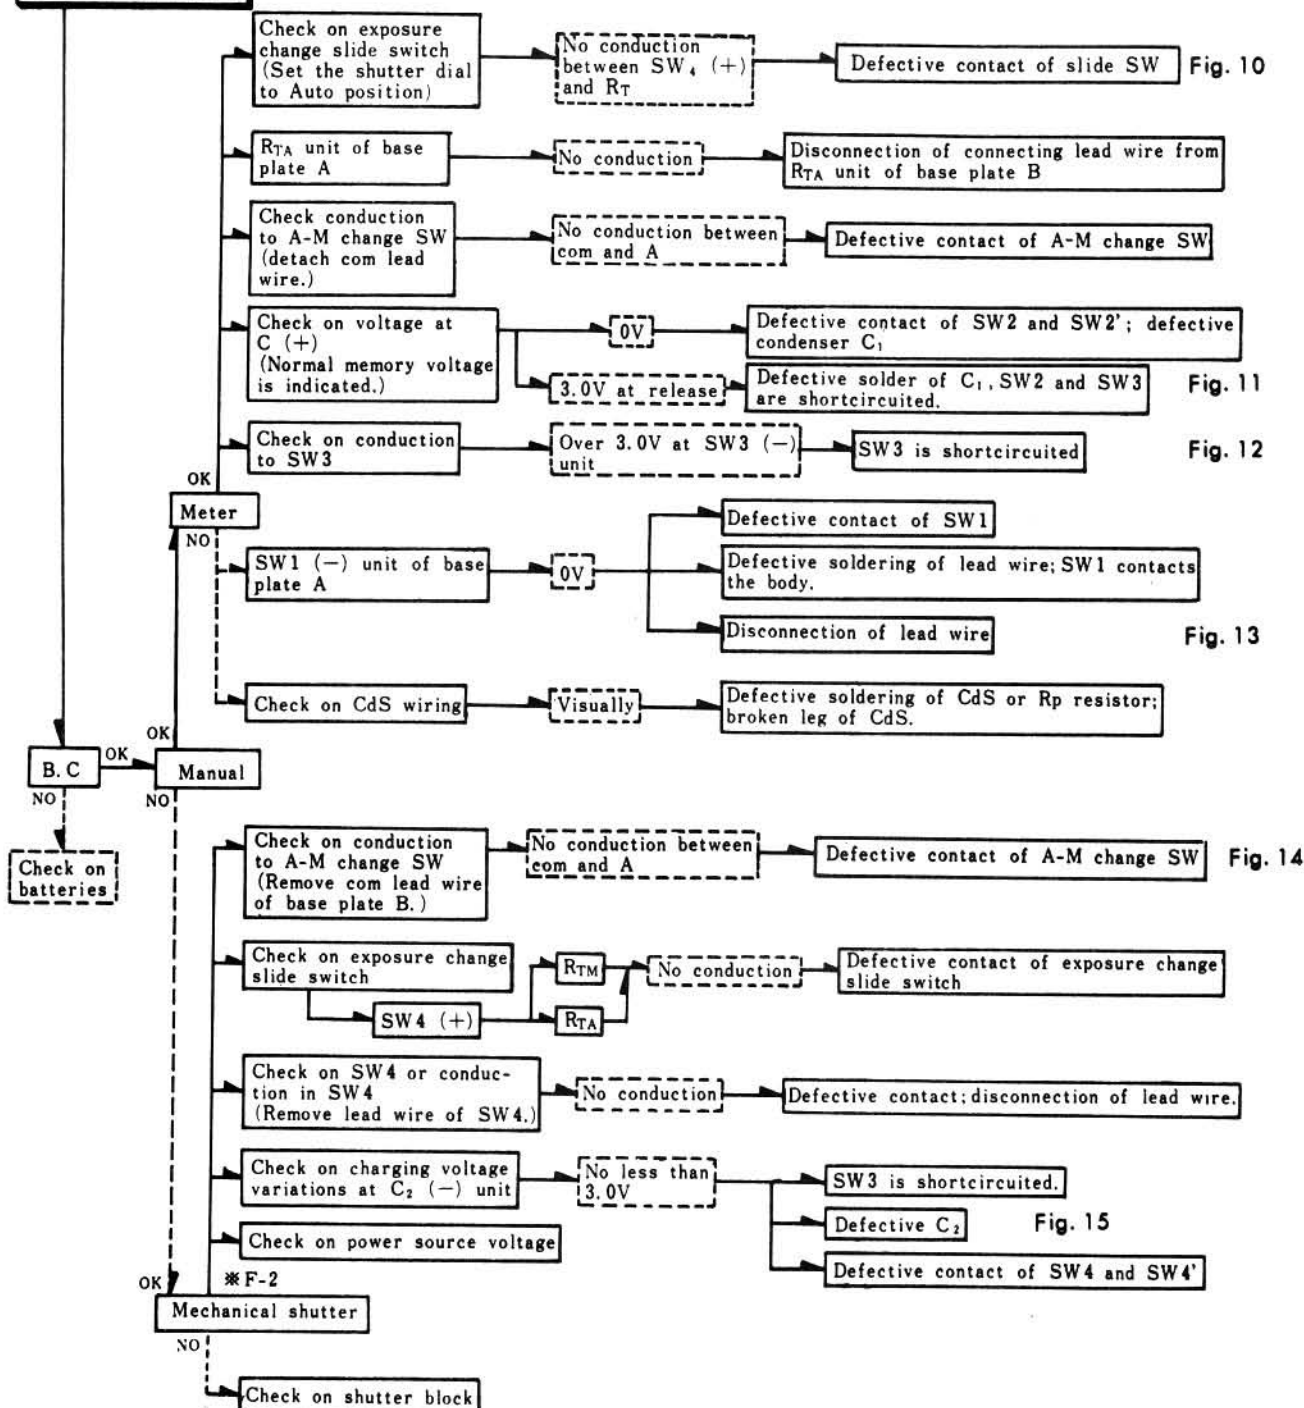 Check on exposure
change slide switch
(Set the shutter dial
to Auto position)
No conduction
between SW₄ (+)
and RT
Defective contact of slide SW
Fig. 10
RTA unit of base
plate A
No conduction
Disconnection of connecting lead wire from
RTA unit of base plate B
Check conduction
to A-M change SW
(detach com lead
wire.)
No conduction between
com and A
Defective contact of A-M change SW
Check on voltage at
C (+)
(Normal memory voltage
is indicated.)
0V
Defective contact of SW2 and SW2'; defective
condenser C₁
3.0V at release
Defective solder of C₁, SW2 and SW3
are shortcircuited.
Fig. 11
Check on conduction
to SW3
Over 3.0V at SW3 (−)
unit
SW3 is shortcircuited
Fig. 12
OK
Meter
NO
SW1 (−) unit of base
plate A
0V
Defective contact of SW1
Defective soldering of lead wire; SW1 contacts
the body.
Disconnection of lead wire
Fig. 13
Check on CdS wiring
Visually
Defective soldering of CdS or Rp resistor;
broken leg of CdS.
OK
B.C
OK
Manual
NO
NO
Check on
batteries
Check on conduction
to A-M change SW
(Remove com lead wire
of base plate B.)
No conduction between
com and A
Defective contact of A-M change SW
Fig. 14
Check on exposure change
slide switch
SW4 (+)
RTM
RTA
No conduction
Defective contact of exposure change
slide switch
Check on SW4 or conduc-
tion in SW4
(Remove lead wire of SW4.)
No conduction
Defective contact; disconnection of lead wire.
Check on charging voltage
variations at C₂ (−) unit
No less than
3.0V
SW3 is shortcircuited.
Defective C₂
Fig. 15
Defective contact of SW4 and SW4'
Check on power source voltage
OK
※F-2
Mechanical shutter
NO
Check on shutter block